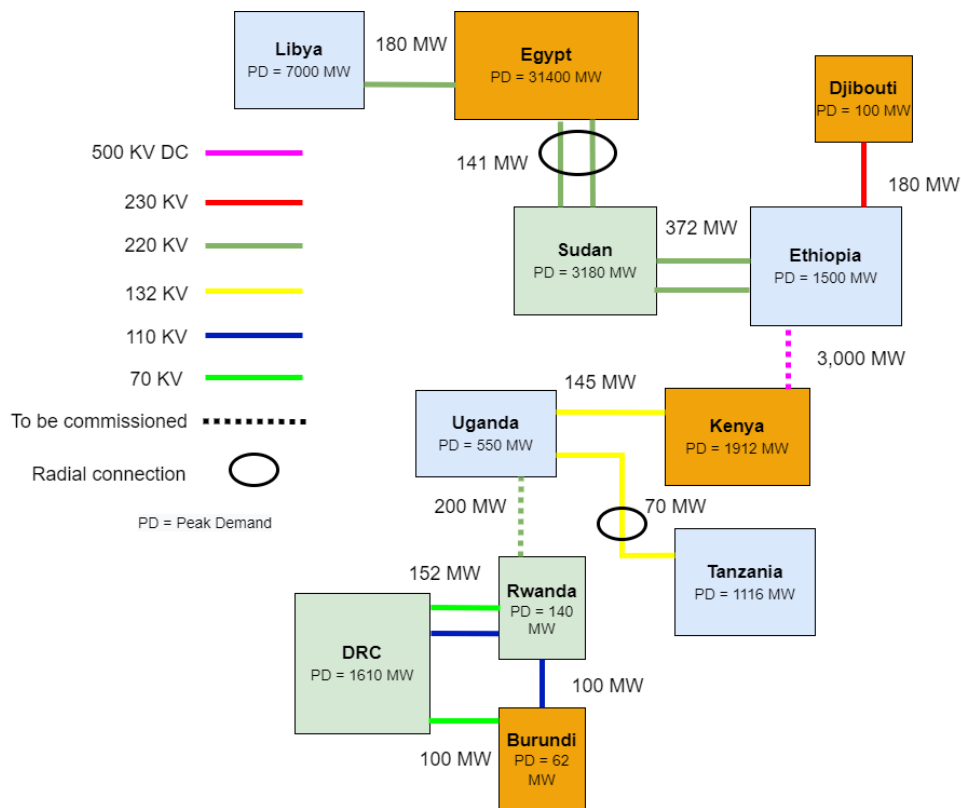 Libya
PD = 7000 MW
180 MW
Egypt
PD = 31400 MW
Djibouti
PD = 100 MW
500 KV DC
230 KV
220 KV
132 KV
110 KV
70 KV
To be commissioned
Radial connection
PD = Peak Demand
141 MW
180 MW
Sudan
PD = 3180 MW
372 MW
Ethiopia
PD = 1500 MW
3,000 MW
145 MW
Uganda
PD = 550 MW
Kenya
PD = 1912 MW
200 MW
70 MW
Tanzania
PD = 1116 MW
152 MW
Rwanda
PD = 140
MW
DRC
PD = 1610 MW
100 MW
100 MW
Burundi
PD = 62
MW